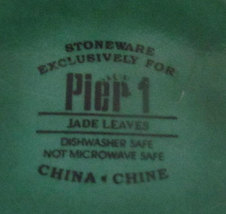 STONEWARE
EXCLUSIVELY FOR
Pier 1
JADE LEAVES
DISHWASHER SAFE
NOT MICROWAVE SAFE
CHINA • CHINE